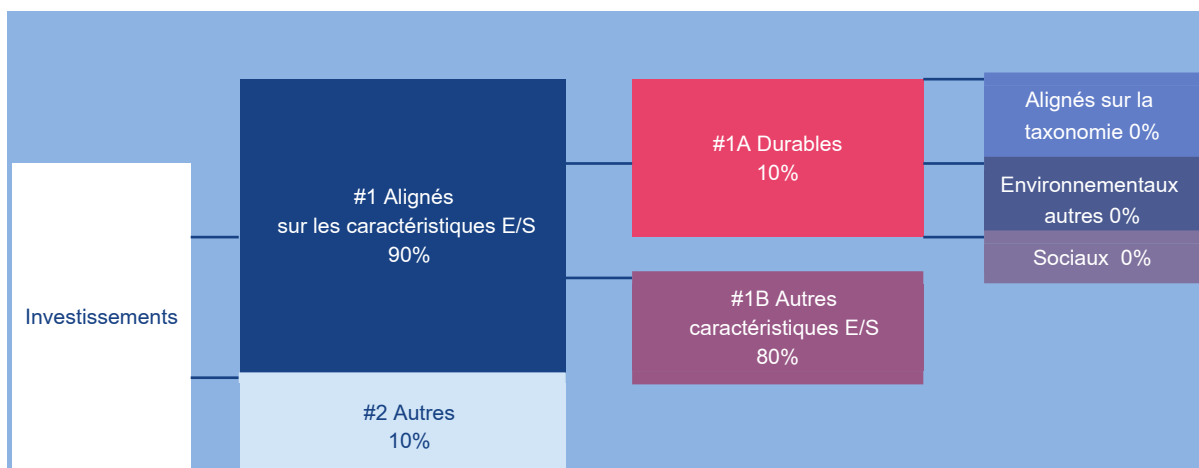 Investissements
#1 Alignés
sur les caractéristiques E/S
90%
#2 Autres
10%
#1A Durables
10%
#1B Autres
caractéristiques E/S
80%
Alignés sur la
taxonomie 0%
Environnementaux
autres 0%
Sociaux 0%